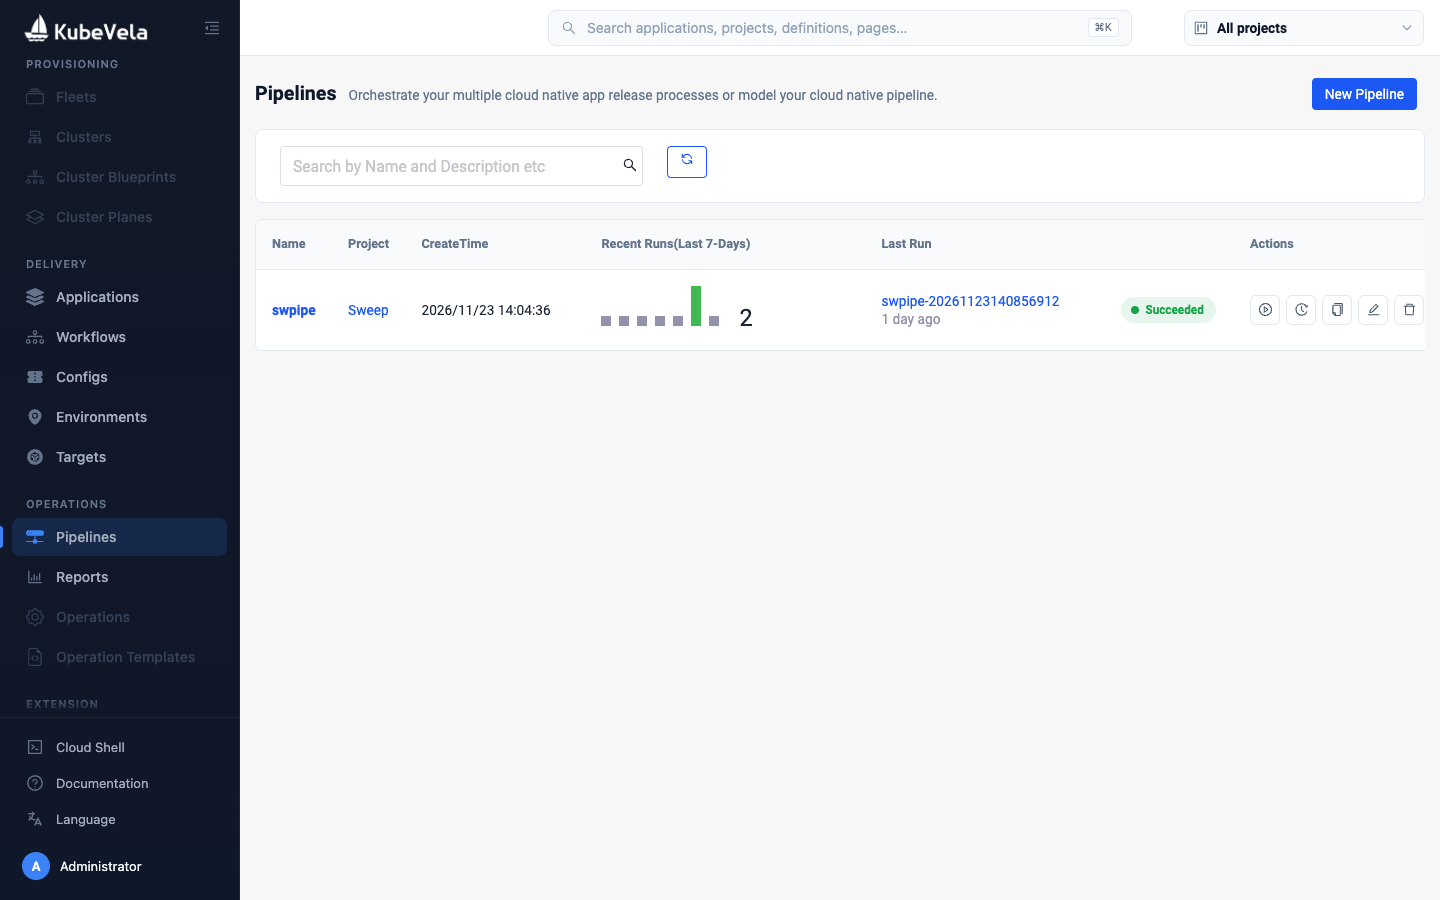 KubeVela
PROVISIONING
Fleets
Clusters
Cluster Blueprints
Cluster Planes
DELIVERY
Applications
Workflows
Configs
Environments
Targets
OPERATIONS
Pipelines
Reports
Operations
Operation Templates
EXTENSION
Cloud Shell
Documentation
Language
A Administrator
Search applications, projects, definitions, pages... ⌘K
All projects
Pipelines Orchestrate your multiple cloud native app release processes or model your cloud native pipeline.
New Pipeline
Search by Name and Description etc
Name Project CreateTime Recent Runs(Last 7-Days) Last Run Actions
swpipe Sweep 2026/11/23 14:04:36 2 swpipe-20261123140856912 Succeeded
1 day ago